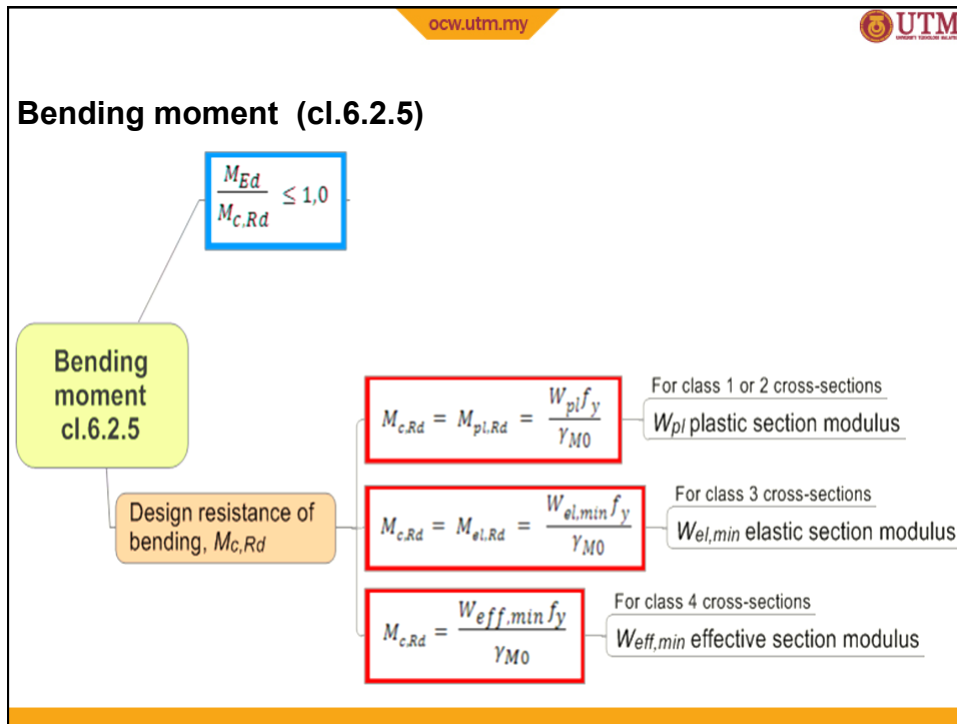 ocw.utm.my
UTM
UNIVERSITI TEKNOLOGI MALAYSIA
Bending moment (cl.6.2.5)
M_Ed / M_c,Rd ≤ 1,0
Bending
moment
cl.6.2.5
Design resistance of
bending, M_c,Rd
M_c,Rd = M_pl,Rd = W_pl f_y / γ_M0
For class 1 or 2 cross-sections
W_pl plastic section modulus
M_c,Rd = M_el,Rd = W_el,min f_y / γ_M0
For class 3 cross-sections
W_el,min elastic section modulus
M_c,Rd = W_eff,min f_y / γ_M0
For class 4 cross-sections
W_eff,min effective section modulus